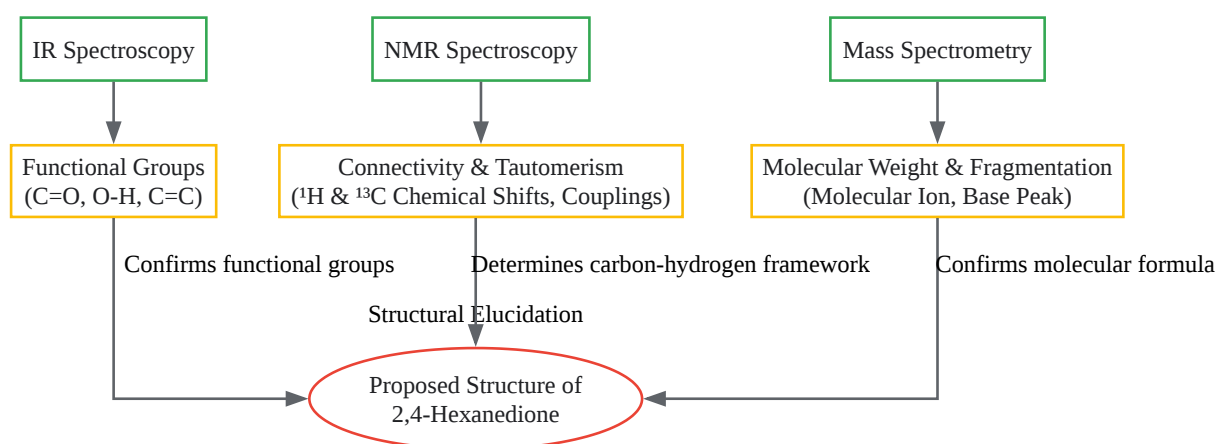 IR Spectroscopy
NMR Spectroscopy
Mass Spectrometry
Functional Groups
(C=O, O-H, C=C)
Connectivity & Tautomerism
(¹H & ¹³C Chemical Shifts, Couplings)
Molecular Weight & Fragmentation
(Molecular Ion, Base Peak)
Confirms functional groups
Determines carbon-hydrogen framework
Confirms molecular formula
Structural Elucidation
Proposed Structure of
2,4-Hexanedione